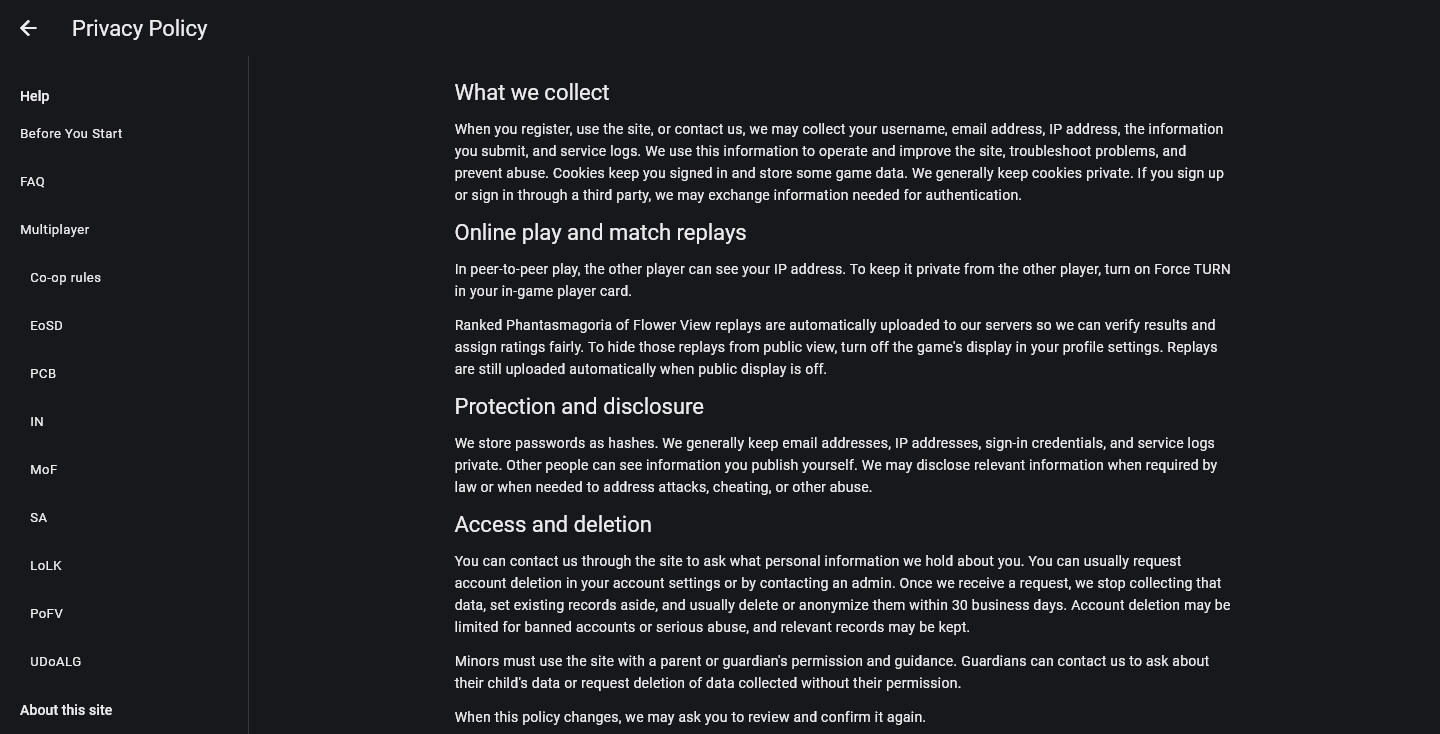 Privacy Policy
Help
Before You Start
FAQ
Multiplayer
Co-op rules
EoSD
PCB
IN
MoF
SA
LoLK
PoFV
UDoALG
About this site
What we collect
When you register, use the site, or contact us, we may collect your username, email address, IP address, the information
you submit, and service logs. We use this information to operate and improve the site, troubleshoot problems, and
prevent abuse. Cookies keep you signed in and store some game data. We generally keep cookies private. If you sign up
or sign in through a third party, we may exchange information needed for authentication.
Online play and match replays
In peer-to-peer play, the other player can see your IP address. To keep it private from the other player, turn on Force TURN
in your in-game player card.
Ranked Phantasmagoria of Flower View replays are automatically uploaded to our servers so we can verify results and
assign ratings fairly. To hide those replays from public view, turn off the game's display in your profile settings. Replays
are still uploaded automatically when public display is off.
Protection and disclosure
We store passwords as hashes. We generally keep email addresses, IP addresses, sign-in credentials, and service logs
private. Other people can see information you publish yourself. We may disclose relevant information when required by
law or when needed to address attacks, cheating, or other abuse.
Access and deletion
You can contact us through the site to ask what personal information we hold about you. You can usually request
account deletion in your account settings or by contacting an admin. Once we receive a request, we stop collecting that
data, set existing records aside, and usually delete or anonymize them within 30 business days. Account deletion may be
limited for banned accounts or serious abuse, and relevant records may be kept.
Minors must use the site with a parent or guardian's permission and guidance. Guardians can contact us to ask about
their child's data or request deletion of data collected without their permission.
When this policy changes, we may ask you to review and confirm it again.